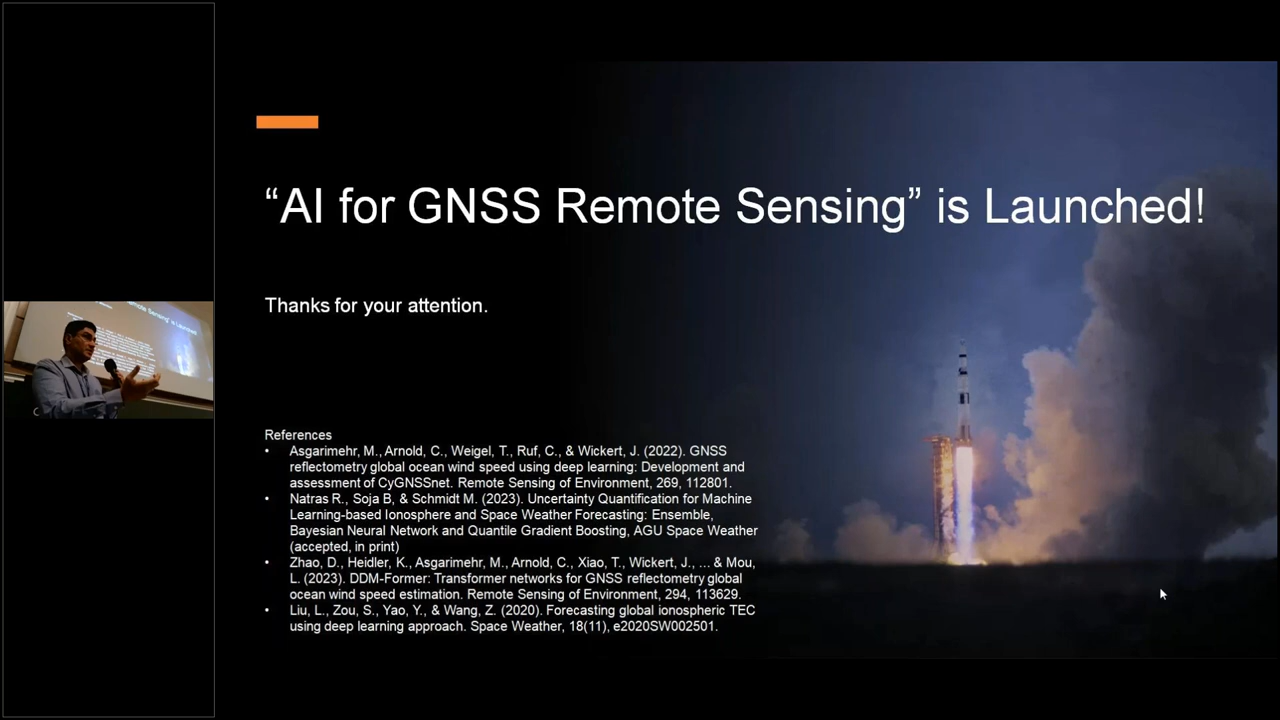 “AI for GNSS Remote Sensing” is Launched!
Thanks for your attention.
References
• Asgarimehr, M., Arnold, C., Weigel, T., Ruf, C., & Wickert, J. (2022). GNSS
reflectometry global ocean wind speed using deep learning: Development and
assessment of CyGNSSnet. Remote Sensing of Environment, 269, 112801.
• Natras R., Soja B, & Schmidt M. (2023). Uncertainty Quantification for Machine
Learning-based Ionosphere and Space Weather Forecasting: Ensemble,
Bayesian Neural Network and Quantile Gradient Boosting, AGU Space Weather
(accepted, in print)
• Zhao, D., Heidler, K., Asgarimehr, M., Arnold, C., Xiao, T., Wickert, J., ... & Mou,
L. (2023). DDM-Former: Transformer networks for GNSS reflectometry global
ocean wind speed estimation. Remote Sensing of Environment, 294, 113629.
• Liu, L., Zou, S., Yao, Y., & Wang, Z. (2020). Forecasting global ionospheric TEC
using deep learning approach. Space Weather, 18(11), e2020SW002501.